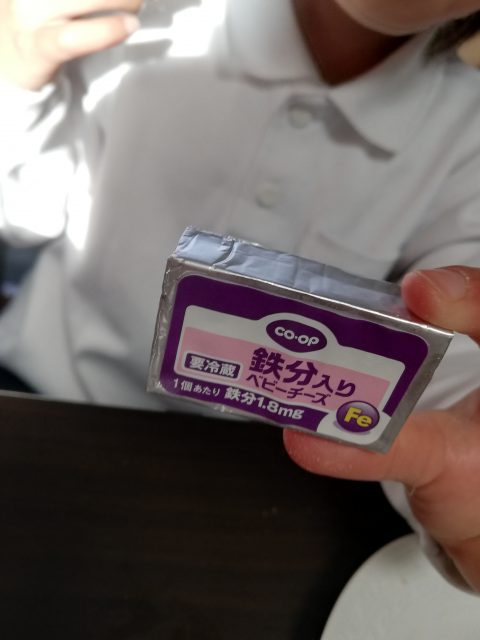 CO·OP
鉄分入り
要冷蔵
ベビーチーズ
1個あたり 鉄分1.8mg
Fe